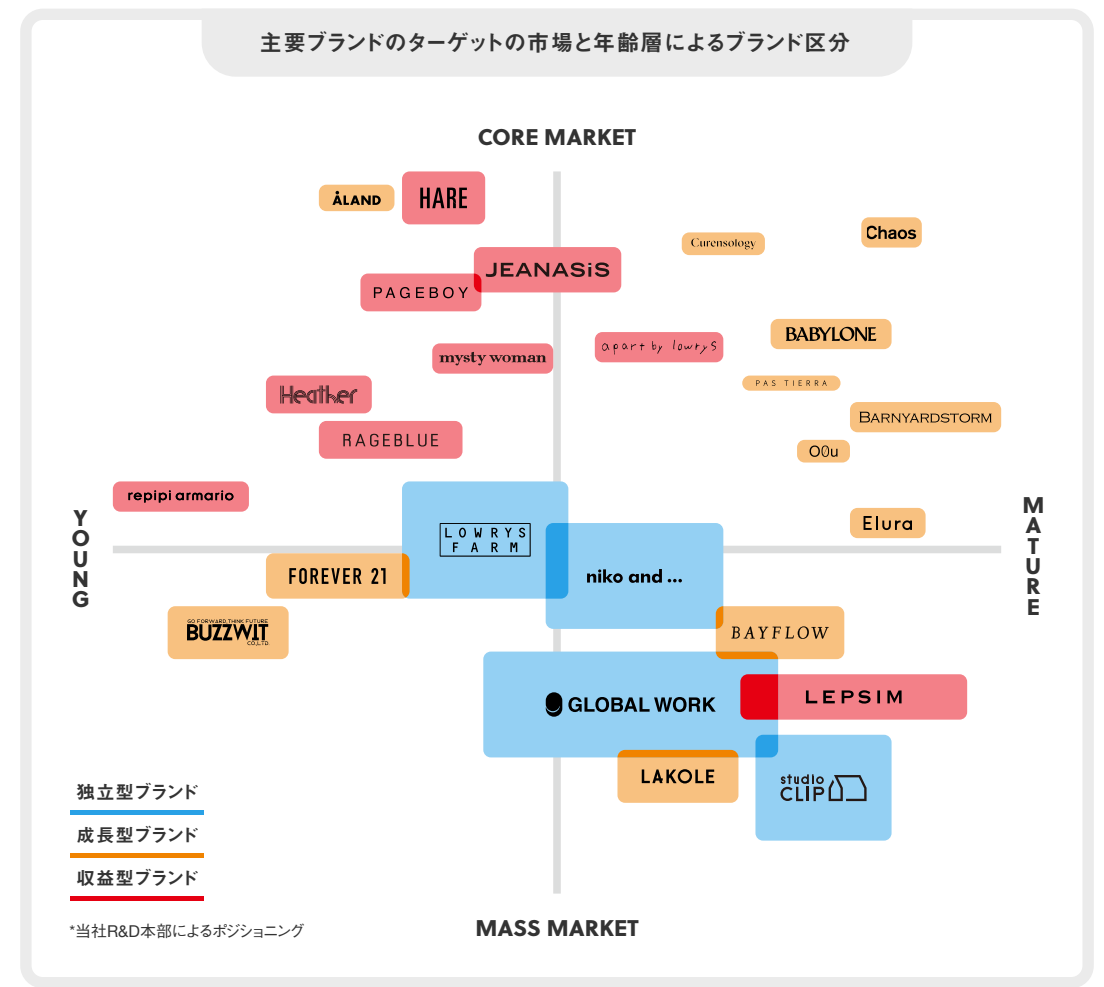 主要ブランドのターゲットの市場と年齢層によるブランド区分
CORE MARKET
ÅLAND
HARE
Curensology
Chaos
JEANASiS
PAGEBOY
BABYLONE
apart by lowrys
mysty woman
PAS TIERRA
Heather
BARNYARDSTORM
RAGEBLUE
O0u
repipi armario
Elura
YOUNG
MATURE
LOWRYS
FARM
FOREVER 21
niko and ...
GO FORWARD, THINK FUTURE
BUZZWIT
CO.,LTD.
BAYFLOW
GLOBAL WORK
LEPSIM
LAKOLE
studio
CLIP
独立型ブランド
成長型ブランド
収益型ブランド
*当社R&D本部によるポジショニング
MASS MARKET